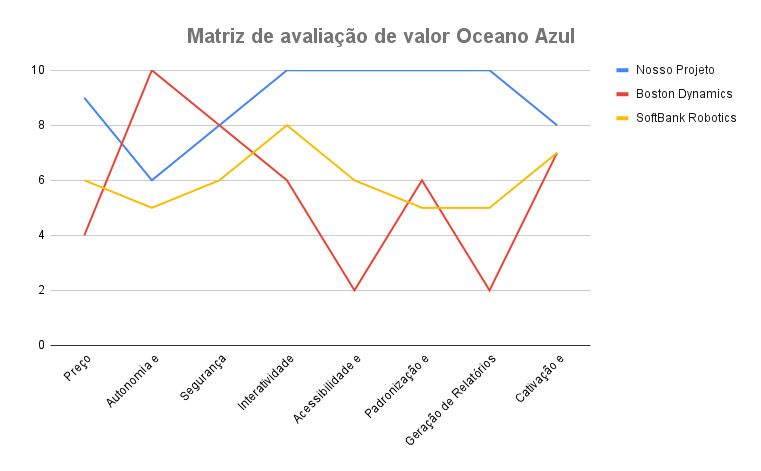 Matriz de avaliação de valor Oceano Azul
Nosso Projeto
Boston Dynamics
SoftBank Robotics
10
8
6
4
2
0
Preço
Autonomia e
Segurança
Interatividade
Acessibilidade e
Padronização e
Geração de Relatórios
Cativação e